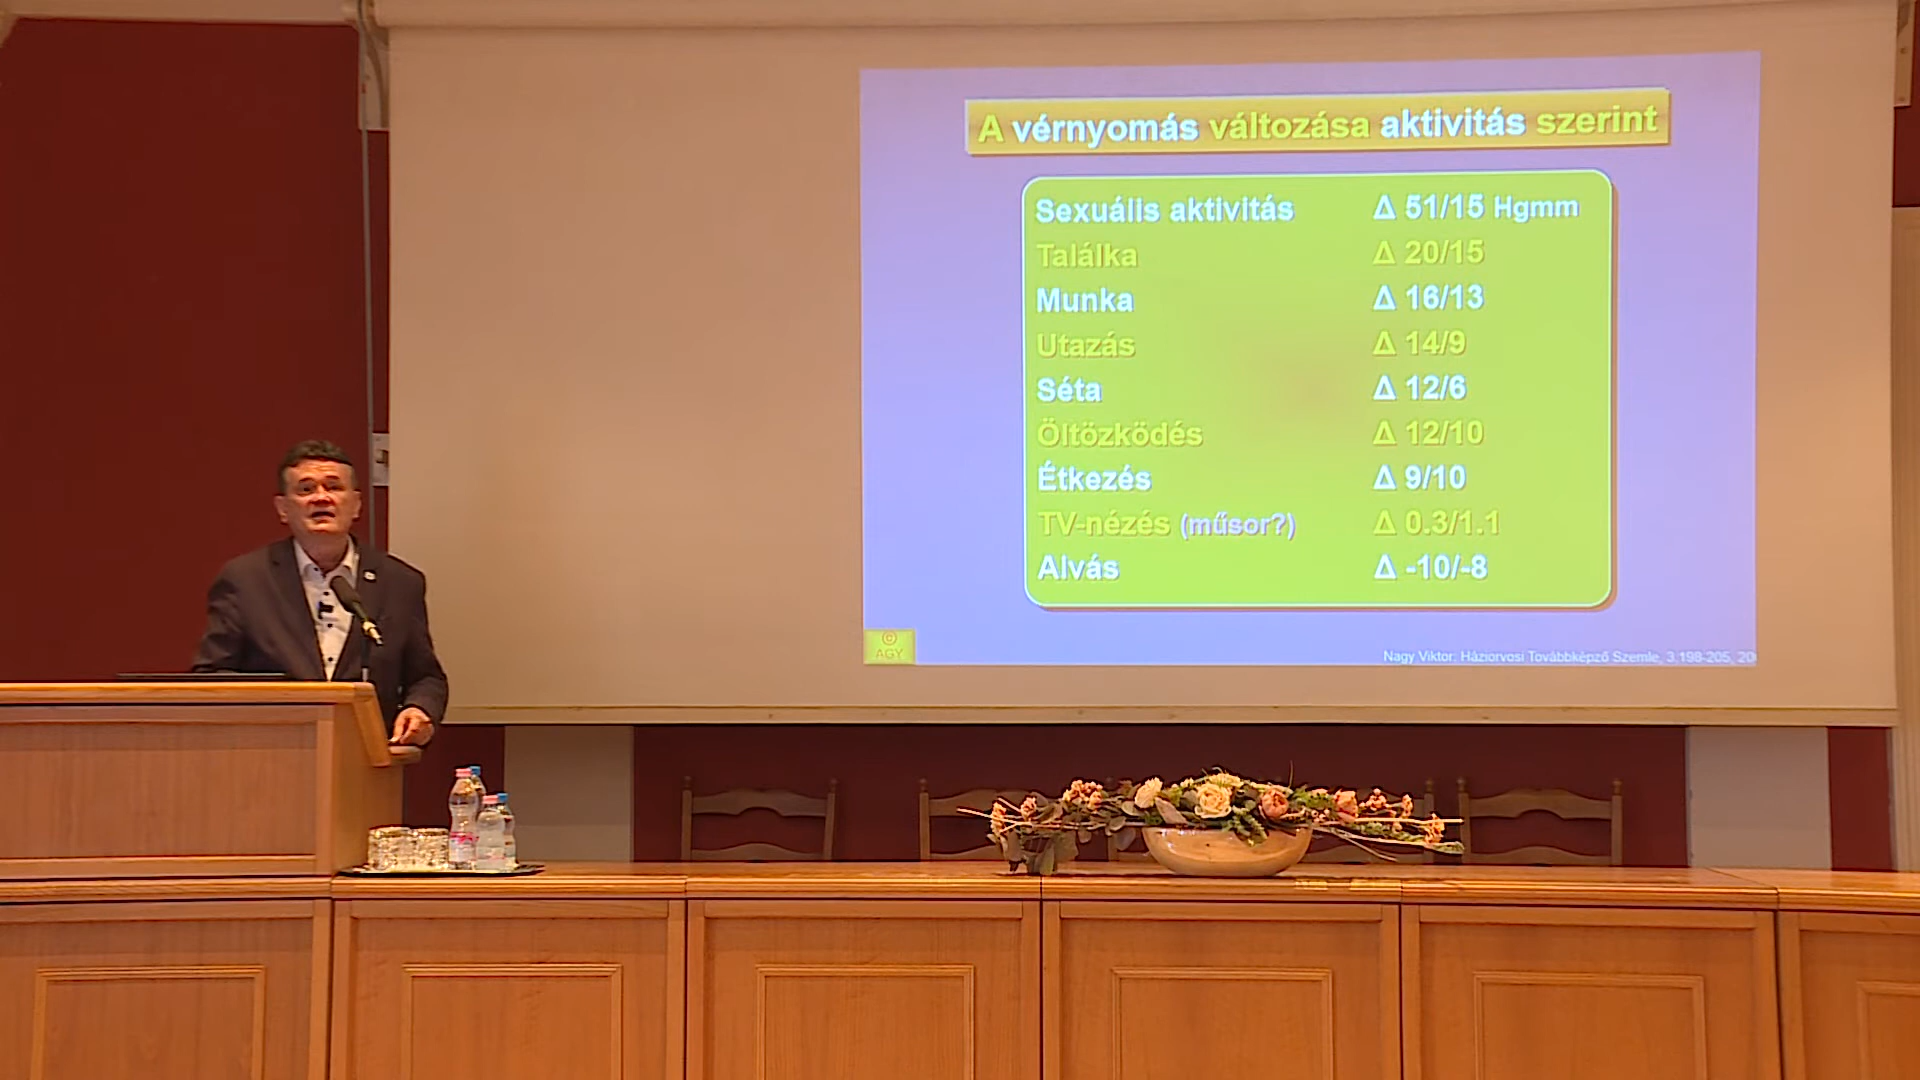 A vérnyomás változása aktivitás szerint
Sexuális aktivitás Δ 51/15 Hgmm
Találka Δ 20/15
Munka Δ 16/13
Utazás Δ 14/9
Séta Δ 12/6
Öltözködés Δ 12/10
Étkezés Δ 9/10
TV-nézés (műsor?) Δ 0.3/1.1
Alvás Δ -10/-8
©
AGY
Nagy Viktor: Háziorvosi Továbbképző Szemle, 3:198-205, 20